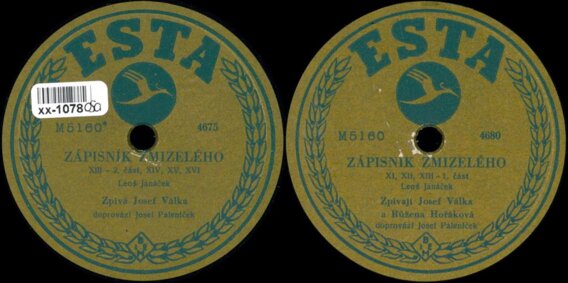 ESTA
xx-1078
M5160
4675
ZÁPISNÍK ZMIZELÉHO
XIII - 2. část, XIV, XV, XVI
Leoš Janáček
Zpívá Josef Válka
doprovází Josef Páleníček
BIEM
ESTA
M5160
4680
ZÁPISNÍK ZMIZELÉHO
XI, XII, XIII - 1. část
Leoš Janáček
Zpívají Josef Válka
a Růžena Hořáková
doprovází Josef Páleníček
BIEM